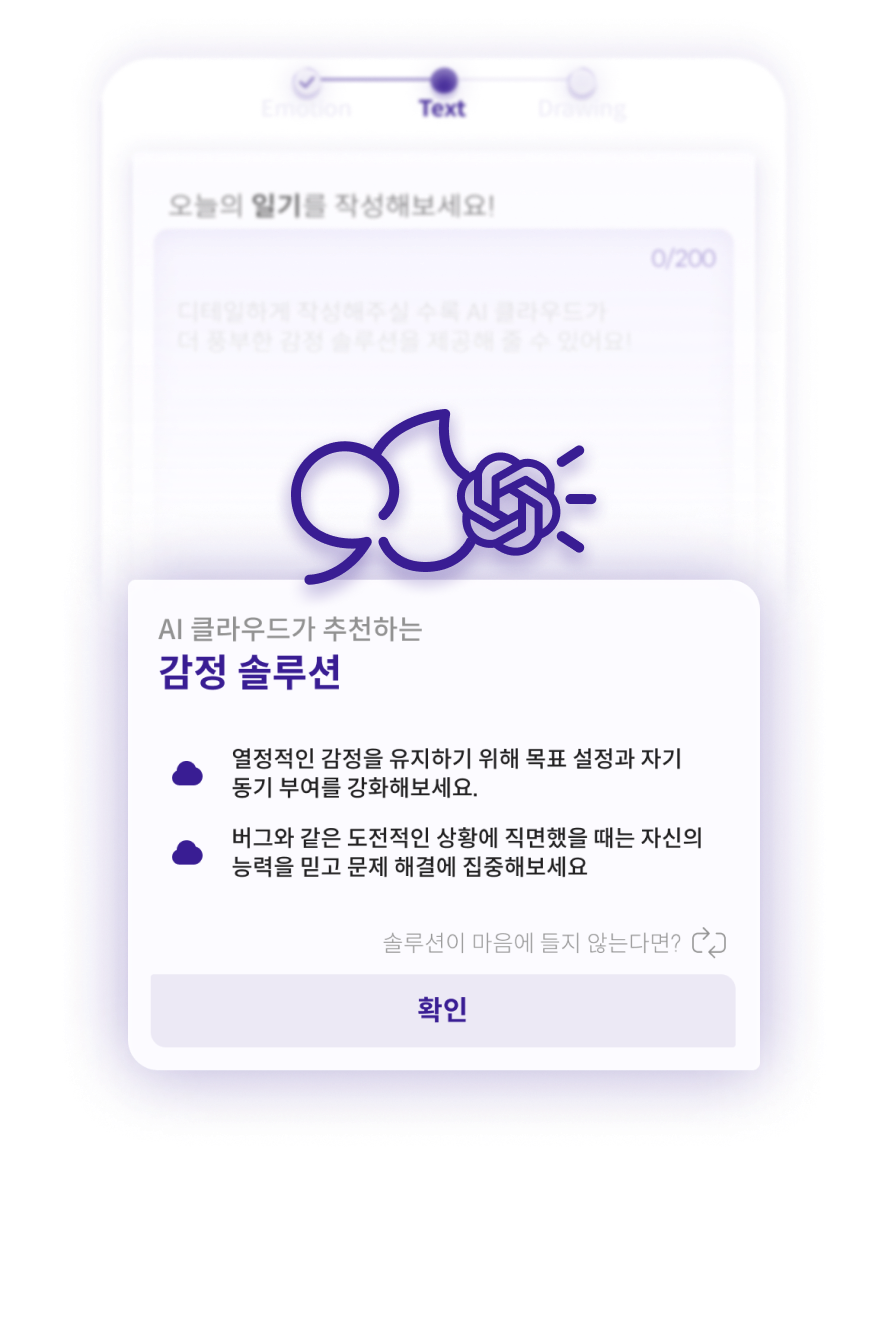 Emotion
Text
Drawing
오늘의 일기를 작성해보세요!
0/200
디테일하게 작성해주실 수록 AI 클라우드가
더 풍부한 감정 솔루션을 제공해 줄 수 있어요!
AI 클라우드가 추천하는
감정 솔루션
열정적인 감정을 유지하기 위해 목표 설정과 자기
동기 부여를 강화해보세요.
버그와 같은 도전적인 상황에 직면했을 때는 자신의
능력을 믿고 문제 해결에 집중해보세요
솔루션이 마음에 들지 않는다면?
확인